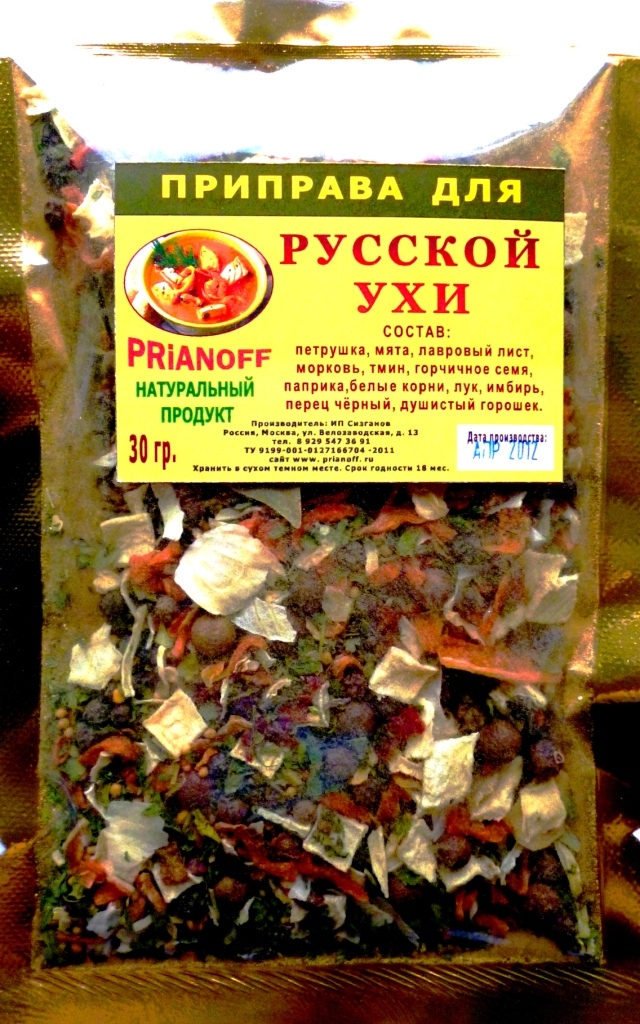 ПРИПРАВА ДЛЯ
РУССКОЙ
УХИ
PRiANOFF
НАТУРАЛЬНЫЙ
ПРОДУКТ
30 гр.
СОСТАВ:
петрушка, мята, лавровый лист,
морковь, тмин, горчичное семя,
паприка,белые корни, лук, имбирь,
перец чёрный, душистый горошек.
Производитель: ИП Сизганов
Россия, Москва, ул. Велозаводская, д. 13
тел. 8 929 547 36 91
ТУ 9199-001-0127166704 -2011
сайт www. prianoff. ru
Хранить в сухом темном месте. Срок годности 18 мес.
Дата производства:
АПР 2012